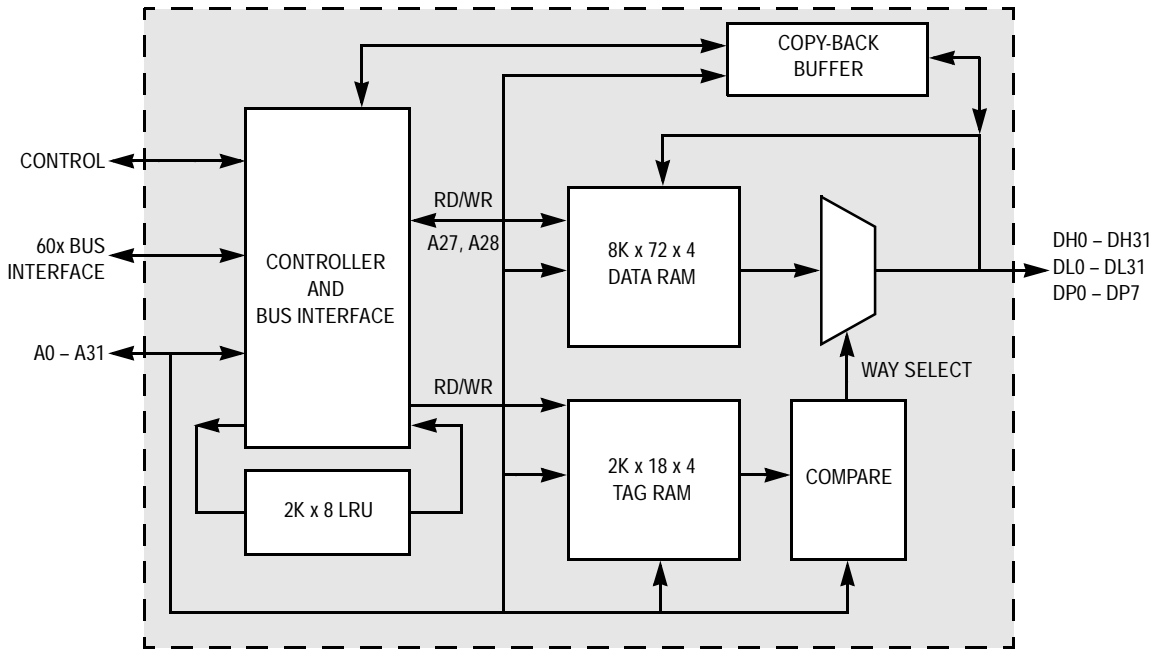 COPY-BACK
BUFFER
CONTROL
60x BUS
INTERFACE
A0 – A31
CONTROLLER
AND
BUS INTERFACE
RD/WR
A27, A28
8K x 72 x 4
DATA RAM
DH0 – DH31
DL0 – DL31
DP0 – DP7
WAY SELECT
RD/WR
2K x 18 x 4
TAG RAM
COMPARE
2K x 8 LRU